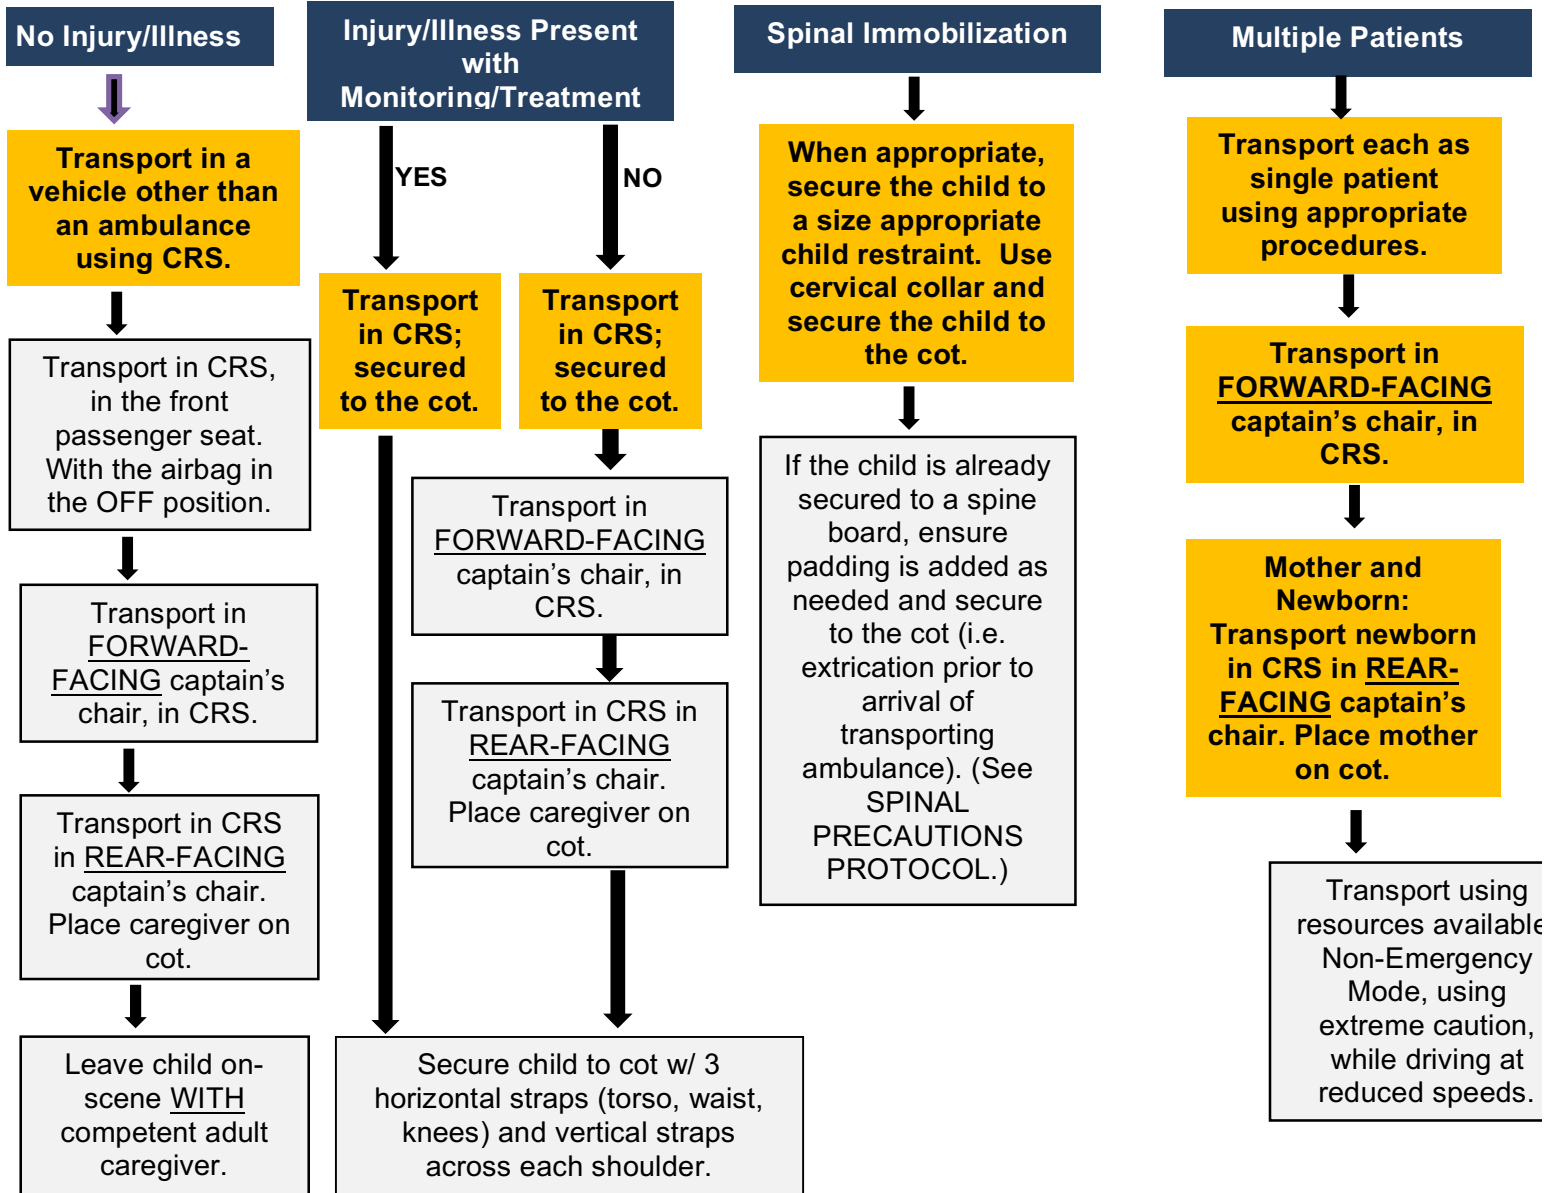 No Injury/Illness
Transport in a
vehicle other than
an ambulance
using CRS.
Transport in CRS,
in the front
passenger seat.
With the airbag in
the OFF position.
Transport in
FORWARD-
FACING captain's
chair, in CRS.
Transport in CRS
in REAR-FACING
captain's chair.
Place caregiver on
cot.
Leave child on-
scene WITH
competent adult
caregiver.
Injury/Illness Present
with
Monitoring/Treatment
YES
NO
Transport
in CRS;
secured
to the cot.
Transport
in CRS;
secured
to the cot.
Transport in
FORWARD-FACING
captain's chair, in
CRS.
Transport in CRS in
REAR-FACING
captain's chair.
Place caregiver on
cot.
Secure child to cot w/ 3
horizontal straps (torso, waist,
knees) and vertical straps
across each shoulder.
Spinal Immobilization
When appropriate,
secure the child to
a size appropriate
child restraint.  Use
cervical collar and
secure the child to
the cot.
If the child is already
secured to a spine
board, ensure
padding is added as
needed and secure
to the cot (i.e.
extrication prior to
arrival of
transporting
ambulance). (See
SPINAL
PRECAUTIONS
PROTOCOL.)
Multiple Patients
Transport each as
single patient
using appropriate
procedures.
Transport in
FORWARD-FACING
captain's chair, in
CRS.
Mother and
Newborn:
Transport newborn
in CRS in REAR-
FACING captain's
chair. Place mother
on cot.
Transport using
resources available
Non-Emergency
Mode, using
extreme caution,
while driving at
reduced speeds.